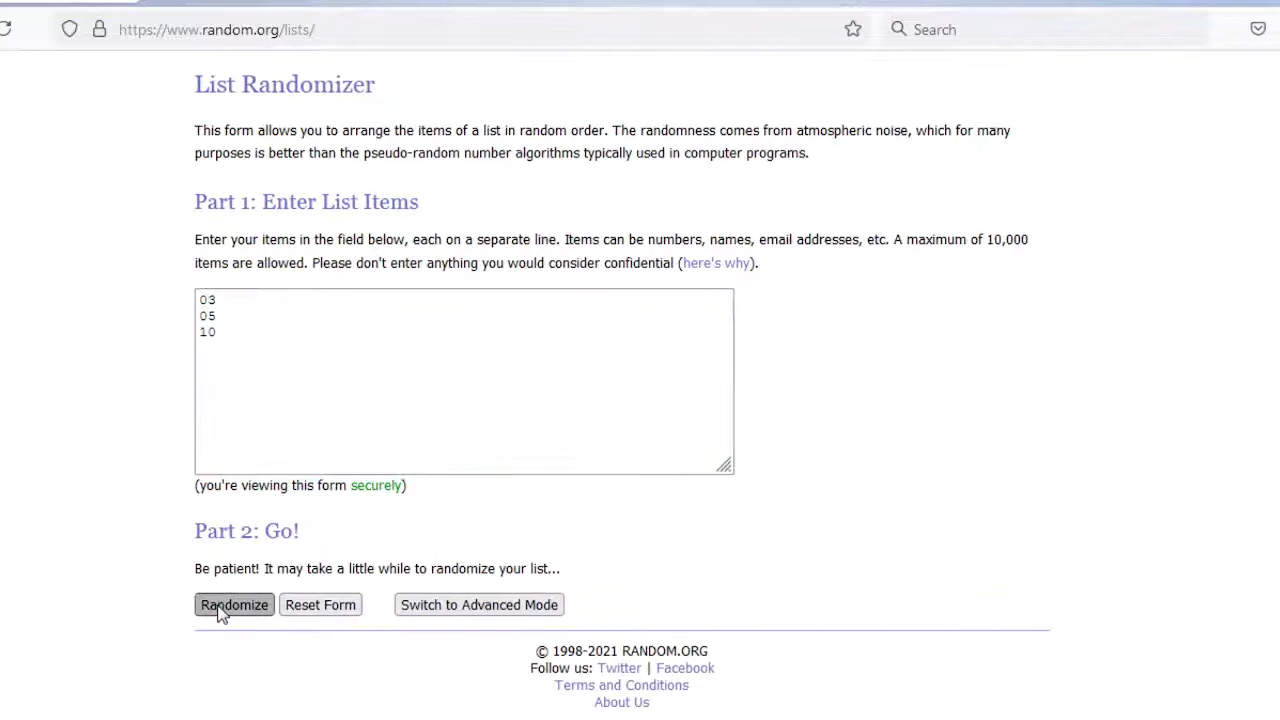 https://www.random.org/lists/
Search
List Randomizer
This form allows you to arrange the items of a list in random order. The randomness comes from atmospheric noise, which for many
purposes is better than the pseudo-random number algorithms typically used in computer programs.
Part 1: Enter List Items
Enter your items in the field below, each on a separate line. Items can be numbers, names, email addresses, etc. A maximum of 10,000
items are allowed. Please don't enter anything you would consider confidential (here's why).
03
05
10
(you're viewing this form securely)
Part 2: Go!
Be patient! It may take a little while to randomize your list...
Randomize Reset Form Switch to Advanced Mode
© 1998-2021 RANDOM.ORG
Follow us: Twitter | Facebook
Terms and Conditions
About Us